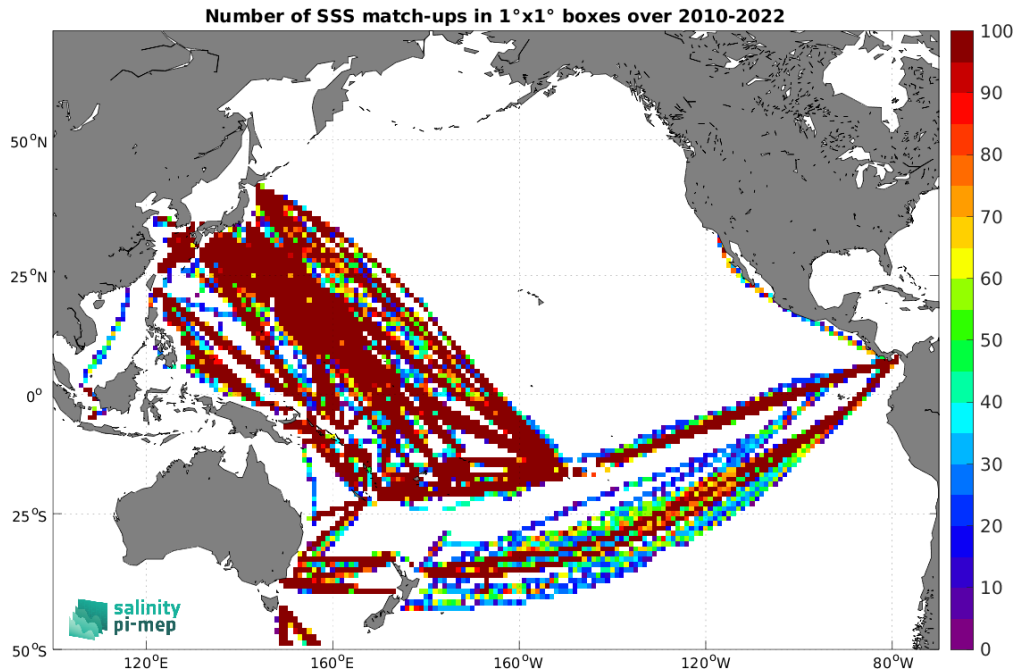 Number of SSS match-ups in 1°x1° boxes over 2010-2022
50°N
25°N
0°
25°S
50°S
120°E
160°E
160°W
120°W
80°W
100
90
80
70
60
50
40
30
20
10
0
salinity
pi-mep